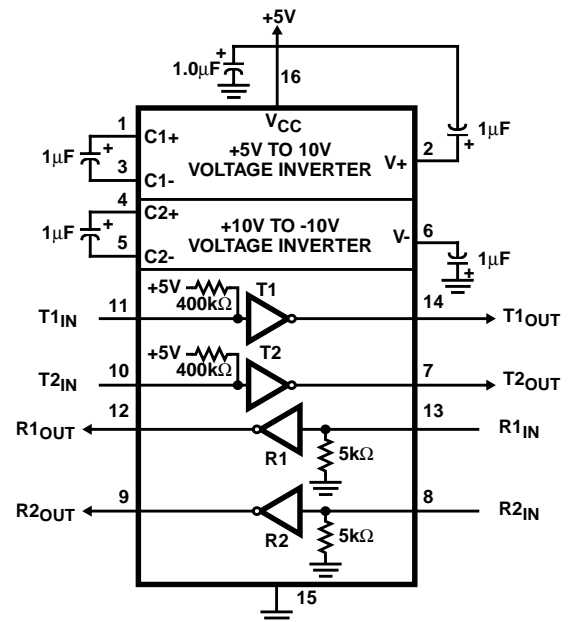 +5V
1.0µF
+
16
1
C1+
VCC
+5V TO 10V
VOLTAGE INVERTER
V+
2
1µF
+
1µF
+
3
C1-
4
C2+
+10V TO -10V
VOLTAGE INVERTER
V-
6
1µF
+
5
C2-
1µF
+
+5V
400kΩ
T1
T1IN
11
14
T1OUT
+5V
400kΩ
T2
T2IN
10
7
T2OUT
R1OUT
12
13
R1IN
R1
5kΩ
R2OUT
9
8
R2IN
R2
5kΩ
15